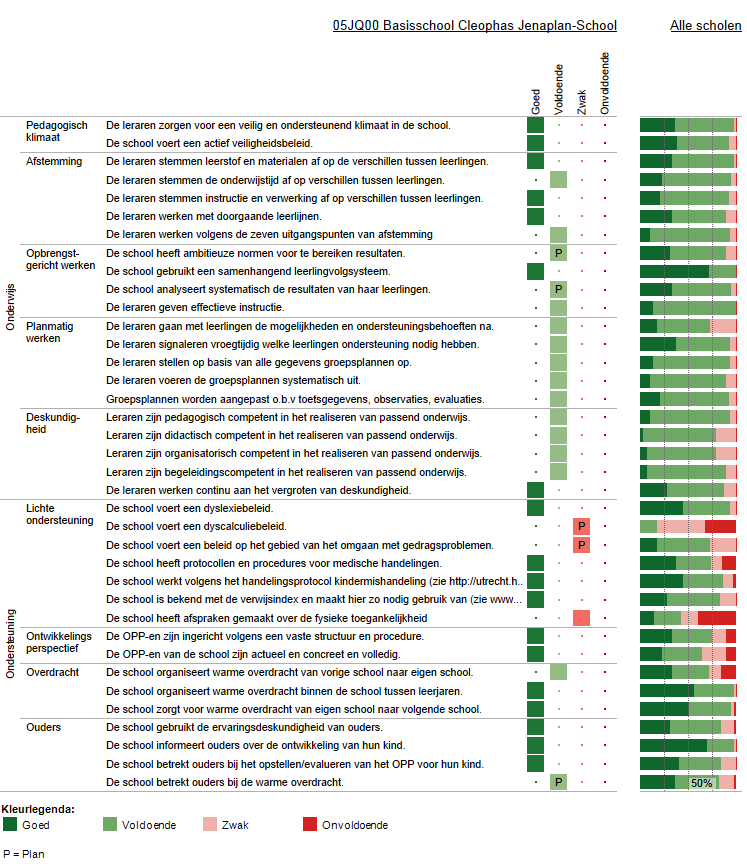 05JQ00 Basisschool Cleophas Jenaplan-School Alle scholen
Goed Voldoende Zwak Onvoldoende
Onderwijs
Pedagogisch klimaat De leraren zorgen voor een veilig en ondersteunend klimaat in de school.
De school voert een actief veiligheidsbeleid.
Afstemming De leraren stemmen leerstof en materialen af op de verschillen tussen leerlingen.
De leraren stemmen de onderwijstijd af op verschillen tussen leerlingen.
De leraren stemmen instructie en verwerking af op verschillen tussen leerlingen.
De leraren werken met doorgaande leerlijnen.
De leraren werken volgens de zeven uitgangspunten van afstemming
Opbrengst-gericht werken De school heeft ambitieuze normen voor te bereiken resultaten. P
De school gebruikt een samenhangend leerlingvolgsysteem.
De school analyseert systematisch de resultaten van haar leerlingen. P
De leraren geven effectieve instructie.
Planmatig werken De leraren gaan met leerlingen de mogelijkheden en ondersteuningsbehoeften na.
De leraren signaleren vroegtijdig welke leerlingen ondersteuning nodig hebben.
De leraren stellen op basis van alle gegevens groepsplannen op.
De leraren voeren de groepsplannen systematisch uit.
Groepsplannen worden aangepast o.b.v toetsgegevens, observaties, evaluaties.
Deskundig-heid Leraren zijn pedagogisch competent in het realiseren van passend onderwijs.
Leraren zijn didactisch competent in het realiseren van passend onderwijs.
Leraren zijn organisatorisch competent in het realiseren van passend onderwijs.
Leraren zijn begeleidingscompetent in het realiseren van passend onderwijs.
De leraren werken continu aan het vergroten van deskundigheid.
Ondersteuning
Lichte ondersteuning De school voert een dyslexiebeleid.
De school voert een dyscalculiebeleid. P
De school voert een beleid op het gebied van het omgaan met gedragsproblemen. P
De school heeft protocollen en procedures voor medische handelingen.
De school werkt volgens het handelingsprotocol kindermishandeling (zie http://utrecht.h..
De school is bekend met de verwijsindex en maakt hier zo nodig gebruik van (zie www...
De school heeft afspraken gemaakt over de fysieke toegankelijkheid
Ontwikkelings perspectief De OPP-en zijn ingericht volgens een vaste structuur en procedure.
De OPP-en van de school zijn actueel en concreet en volledig.
Overdracht De school organiseert warme overdracht van vorige school naar eigen school.
De school organiseert warme overdracht binnen de school tussen leerjaren.
De school zorgt voor warme overdracht van eigen school naar volgende school.
Ouders De school gebruikt de ervaringsdeskundigheid van ouders.
De school informeert ouders over de ontwikkeling van hun kind.
De school betrekt ouders bij het opstellen/evalueren van het OPP voor hun kind.
De school betrekt ouders bij de warme overdracht. P 50%
Kleurlegenda:
Goed Voldoende Zwak Onvoldoende
P = Plan